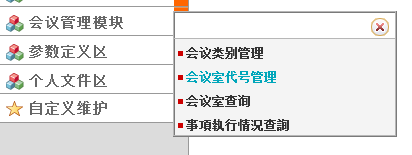 会议管理模块
参数定义区
个人文件区
自定义维护
会议类别管理
会议室代号管理
会议室查询
事項执行情况查詢